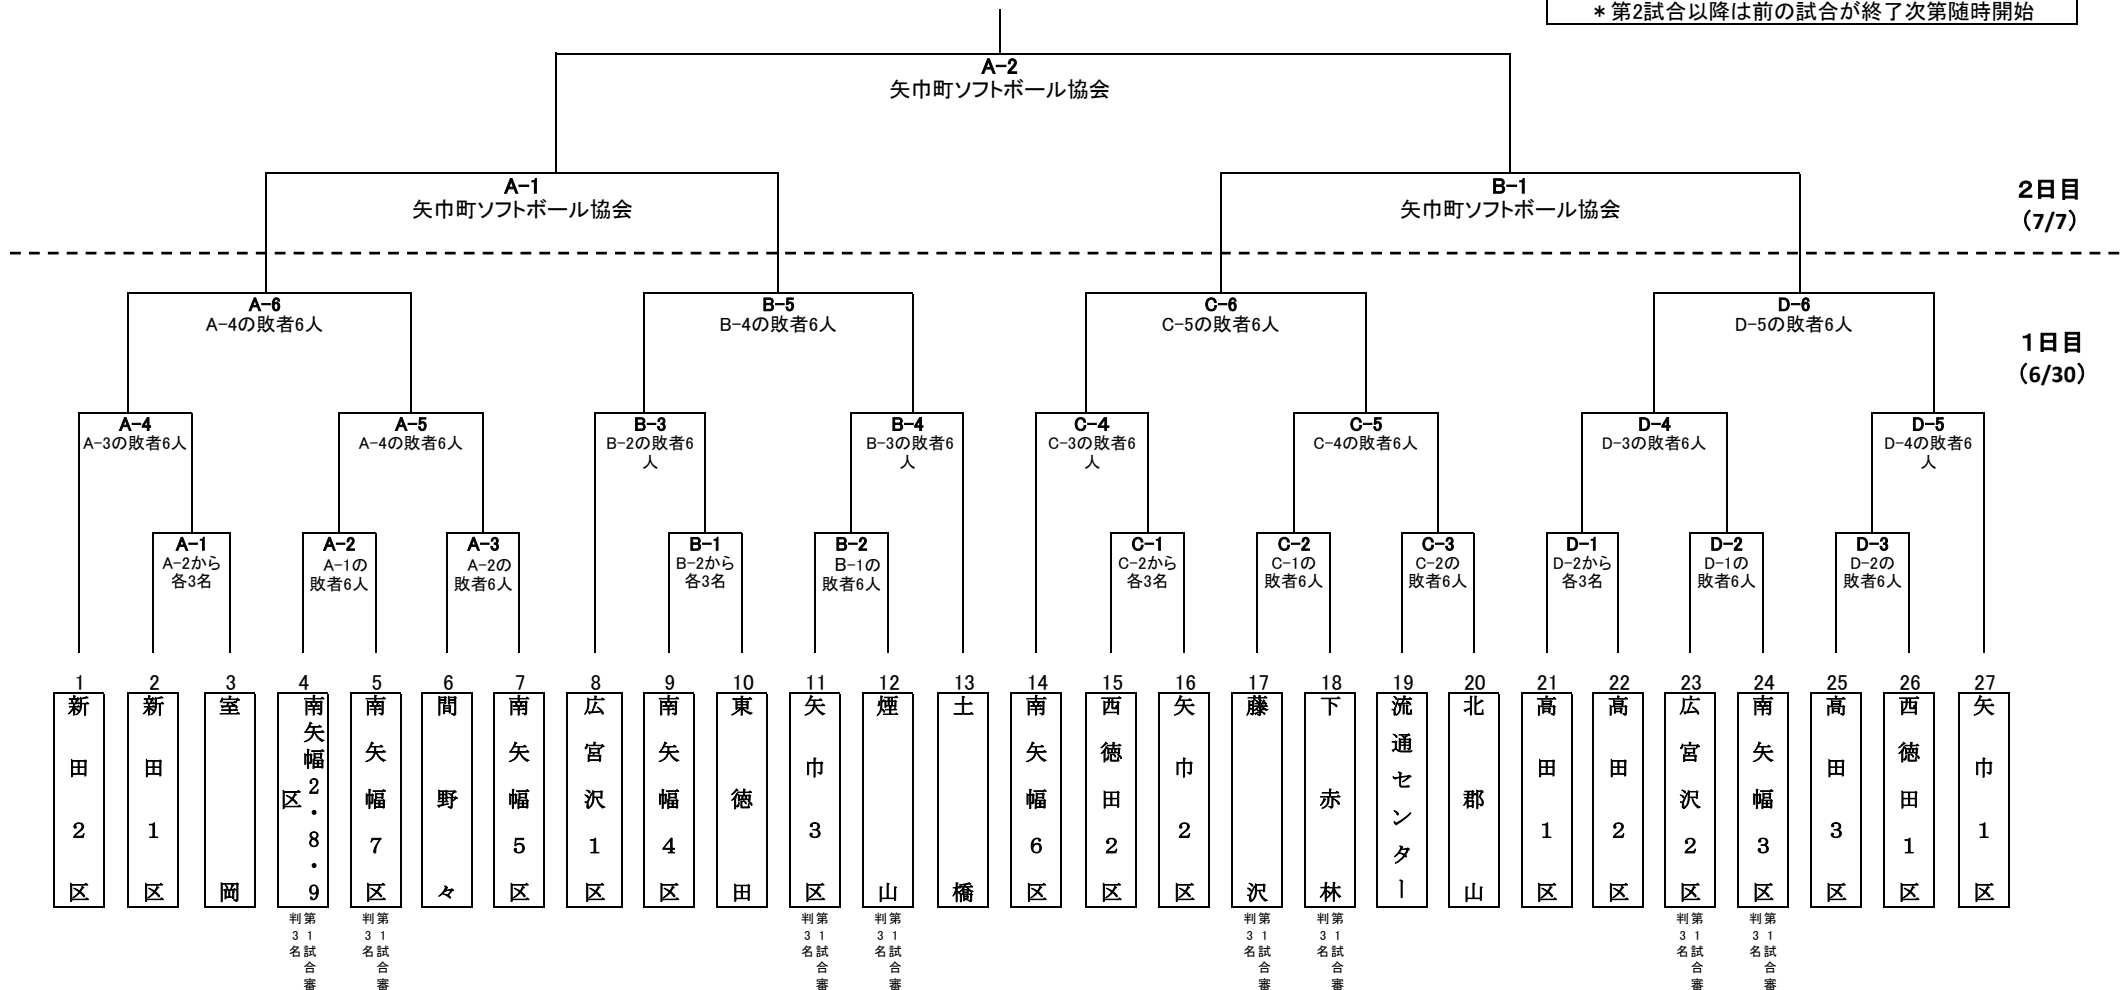 ＊第2試合以降は前の試合が終了次第随時開始
A-2
矢巾町ソフトボール協会
A-1
矢巾町ソフトボール協会
B-1
矢巾町ソフトボール協会
2日目
(7/7)
A-6
A-4の敗者6人
B-5
B-4の敗者6人
C-6
C-5の敗者6人
D-6
D-5の敗者6人
1日目
(6/30)
A-4
A-3の敗者6人
A-5
A-4の敗者6人
B-3
B-2の敗者6
人
B-4
B-3の敗者6
人
C-4
C-3の敗者6
人
C-5
C-4の敗者6人
D-4
D-3の敗者6人
D-5
D-4の敗者6
人
A-1
A-2から
各3名
A-2
A-1の
敗者6人
A-3
A-2の
敗者6人
B-1
B-2から
各3名
B-2
B-1の
敗者6人
C-1
C-2から
各3名
C-2
C-1の
敗者6人
C-3
C-2の
敗者6人
D-1
D-2から
各3名
D-2
D-1の
敗者6人
D-3
D-2の
敗者6人
1
新田2区
2
新田1区
3
室岡
4
南矢幅2・8・9
区
第1試合審
判3名
5
南矢幅7区
第1試合審
判3名
6
間野々
7
南矢幅5区
8
広宮沢1区
9
南矢幅4区
10
東徳田
11
矢巾3区
第1試合審
判3名
12
煙山
第1試合審
判3名
13
土橋
14
南矢幅6区
15
西徳田2区
16
矢巾2区
17
藤沢
第1試合審
判3名
18
下赤林
第1試合審
判3名
19
流通センター
20
北郡山
21
高田1区
22
高田2区
23
広宮沢2区
第1試合審
判3名
24
南矢幅3区
第1試合審
判3名
25
高田3区
26
西徳田1区
27
矢巾1区